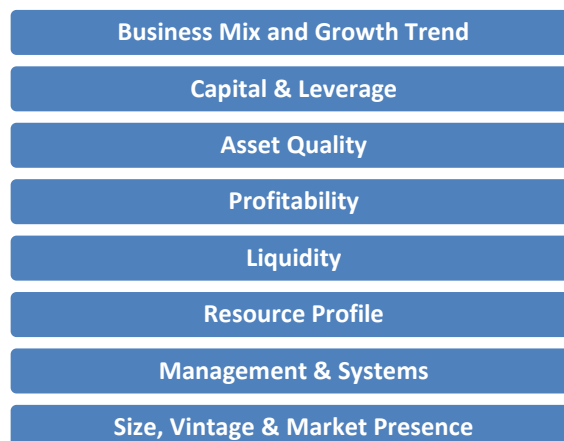 Business Mix and Growth Trend
Capital & Leverage
Asset Quality
Profitability
Liquidity
Resource Profile
Management & Systems
Size, Vintage & Market Presence